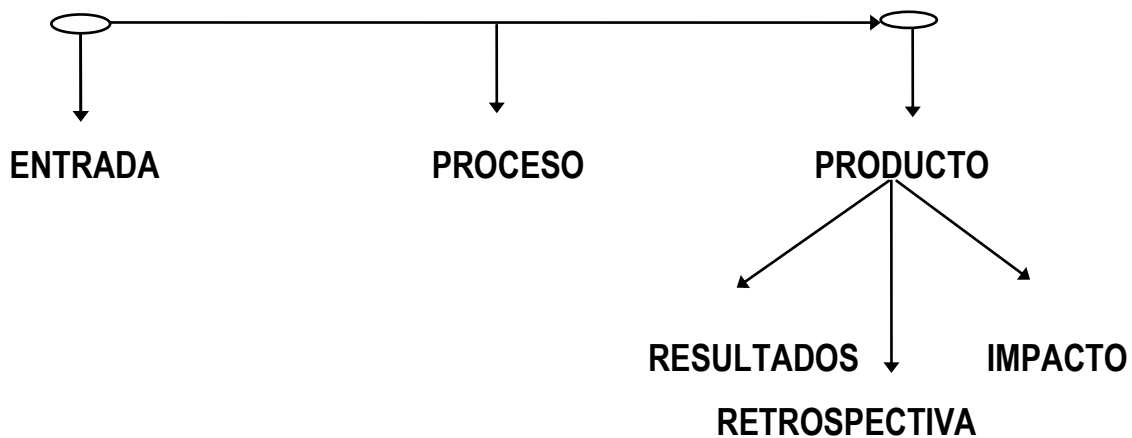 ENTRADA
PROCESO
PRODUCTO
RESULTADOS
IMPACTO
RETROSPECTIVA